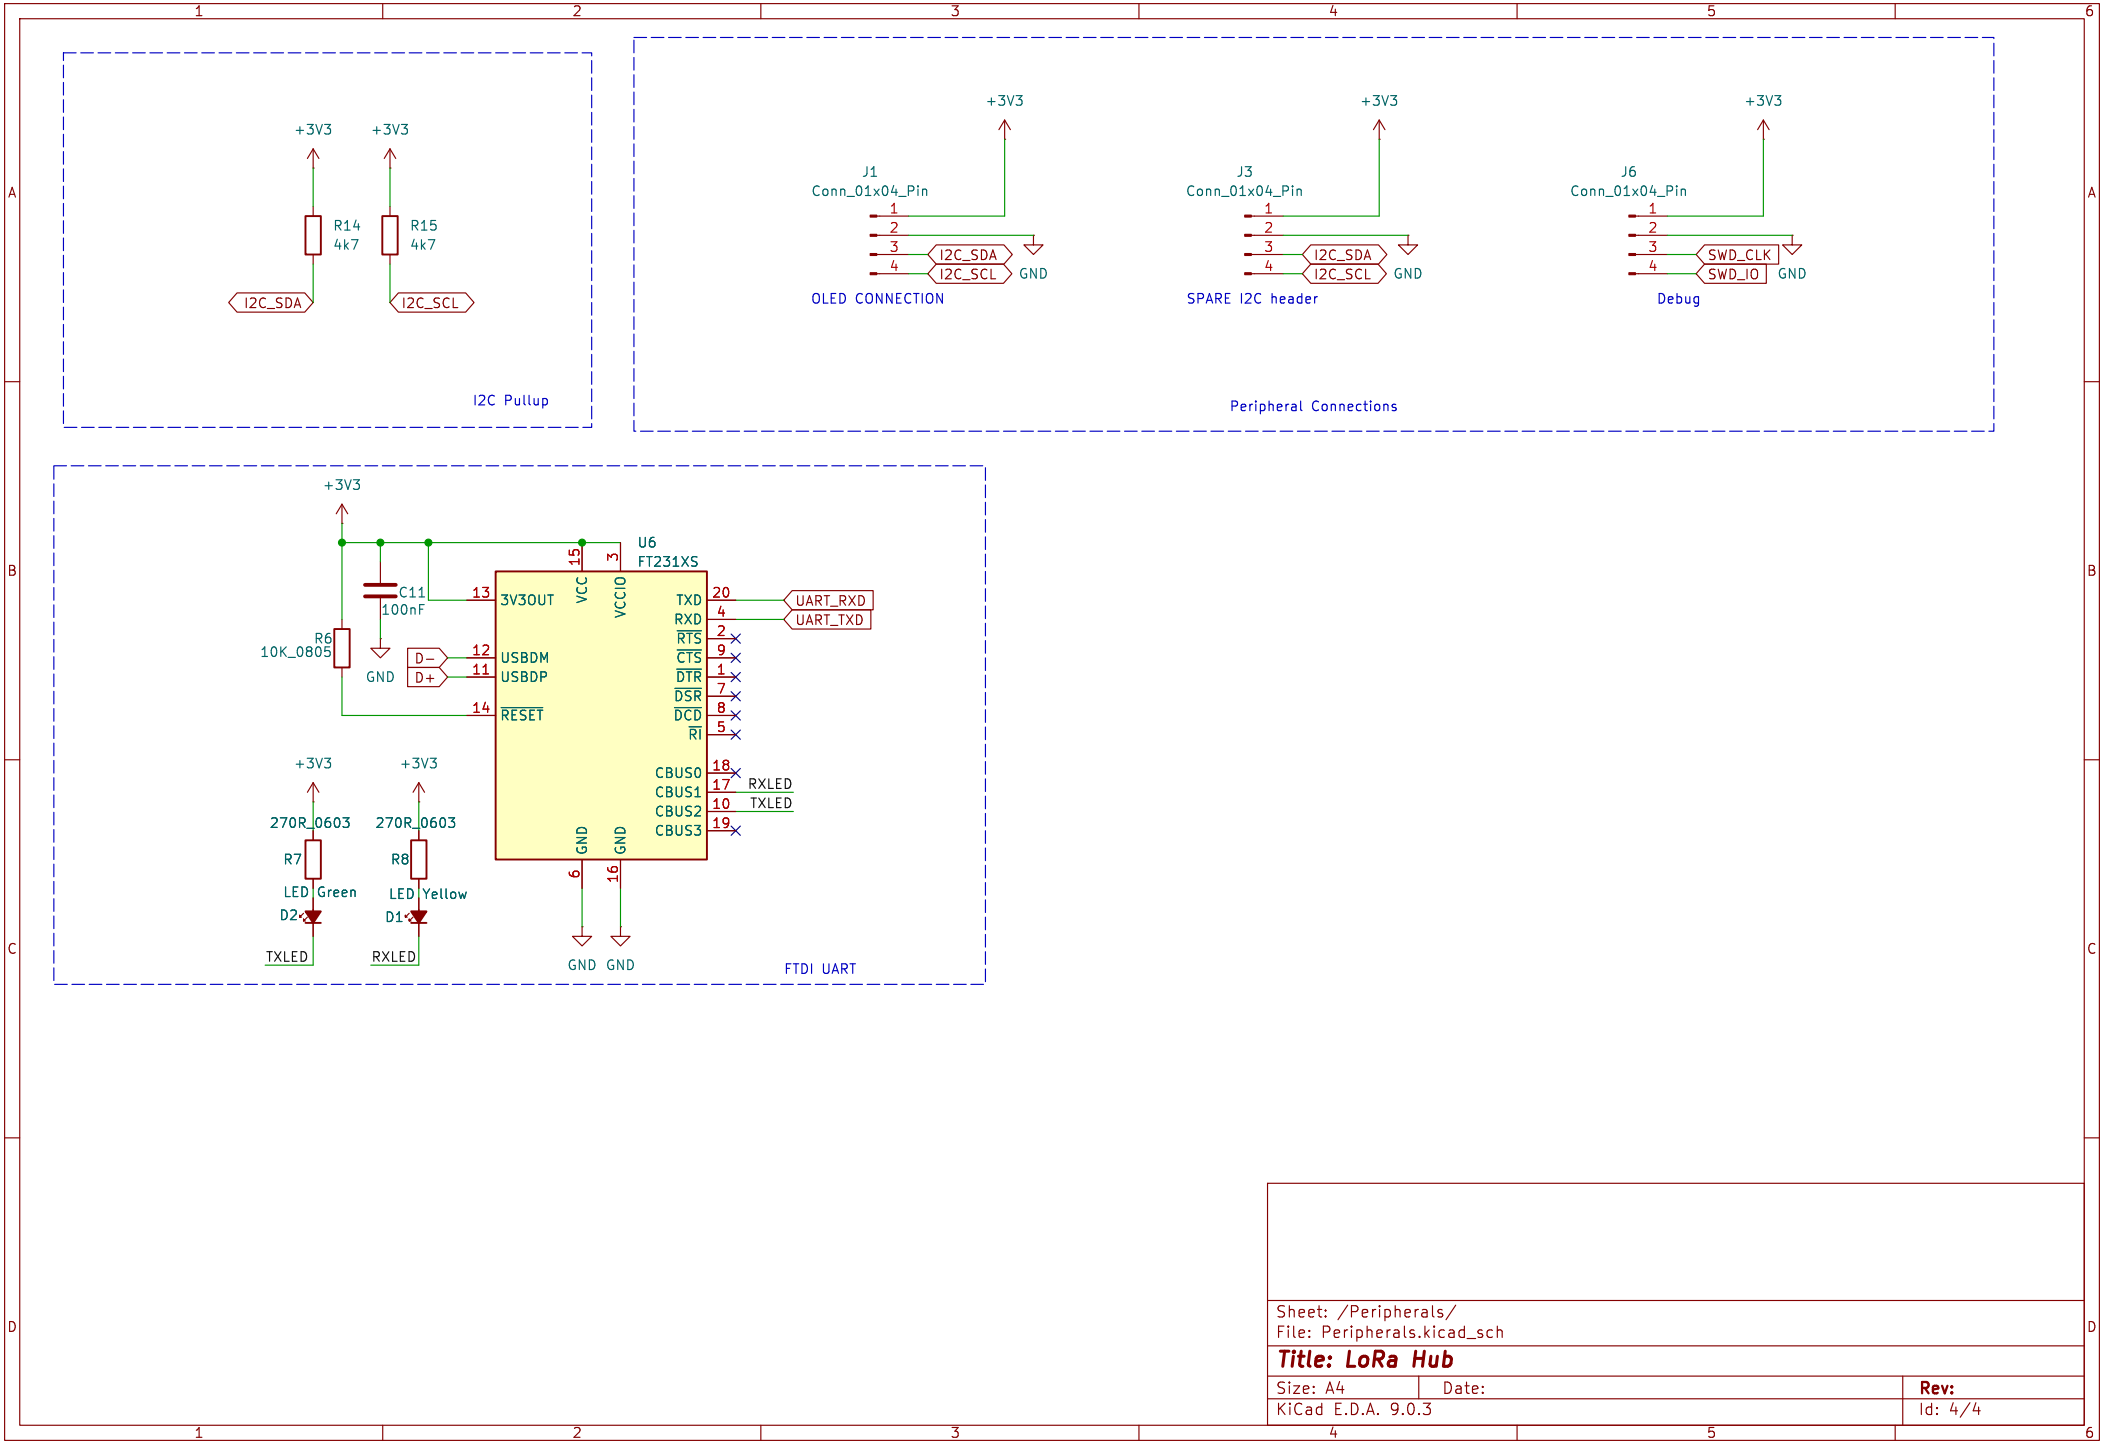 1 2 3 4 5 6
A
B
C
D
A
B
C
D
1 2 3 4 5 6
+3V3
+3V3
R14
4k7
R15
4k7
I2C_SDA
I2C_SCL
I2C Pullup
+3V3
J1
Conn_01x04_Pin
1
2
3
4
I2C_SDA
I2C_SCL
GND
OLED CONNECTION
+3V3
J3
Conn_01x04_Pin
1
2
3
4
I2C_SDA
I2C_SCL
GND
SPARE I2C header
+3V3
J6
Conn_01x04_Pin
1
2
3
4
SWD_CLK
SWD_IO
GND
Debug
Peripheral Connections
+3V3
C11
100nF
GND
R6
10K_0805
D-
D+
U6
FT231XS
15
VCC
3
VCCIO
13 3V3OUT
12 USBDM
11 USBDP
14 RESET
TXD 20
RXD 4
RTS 2
CTS 9
DTR 1
DSR 7
DCD 8
RI 5
CBUS0 18
CBUS1 17
CBUS2 10
CBUS3 19
GND
6
GND
16
UART_RXD
UART_TXD
RXLED
TXLED
GND GND
+3V3
270R_0603
R7
LED Green
D2
TXLED
+3V3
270R_0603
R8
LED Yellow
D1
RXLED
FTDI UART
Sheet: /Peripherals/
File: Peripherals.kicad_sch
Title: LoRa Hub
Size: A4 Date: Rev:
KiCad E.D.A. 9.0.3 Id: 4/4